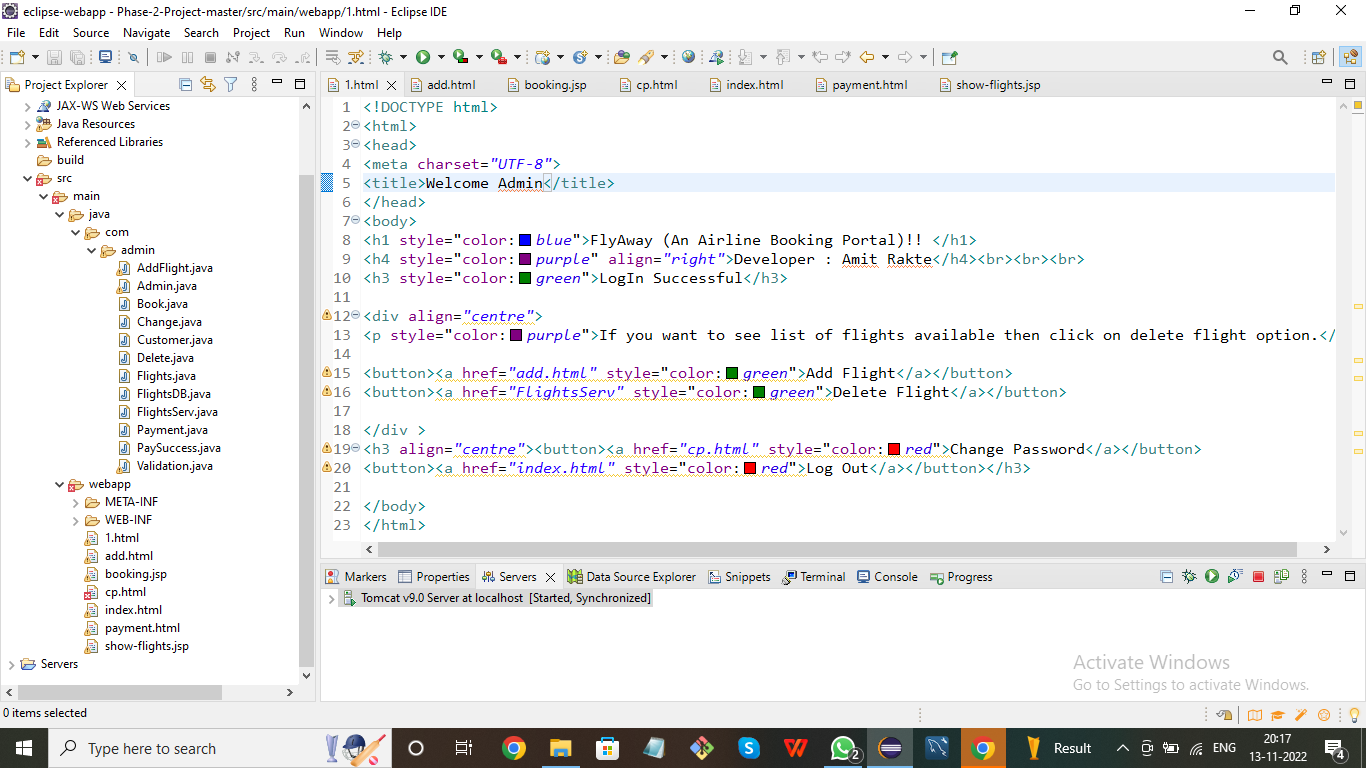 eclipse-webapp - Phase-2-Project-master/src/main/webapp/1.html - Eclipse IDE
File Edit Source Navigate Search Project Run Window Help
Project Explorer
JAX-WS Web Services
Java Resources
Referenced Libraries
build
src
main
java
com
admin
AddFlight.java
Admin.java
Book.java
Change.java
Customer.java
Delete.java
Flights.java
FlightsDB.java
FlightsServ.java
Payment.java
PaySuccess.java
Validation.java
webapp
META-INF
WEB-INF
1.html
add.html
booking.jsp
cp.html
index.html
payment.html
show-flights.jsp
Servers
1.html add.html booking.jsp cp.html index.html payment.html show-flights.jsp
1 <!DOCTYPE html>
2 <html>
3 <head>
4 <meta charset="UTF-8">
5 <title>Welcome Admin</title>
6 </head>
7 <body>
8 <h1 style="color:blue">FlyAway (An Airline Booking Portal)!! </h1>
9 <h4 style="color:purple" align="right">Developer : Amit Rakte</h4><br><br><br>
10 <h3 style="color:green">LogIn Successful</h3>
11
12 <div align="centre">
13 <p style="color:purple">If you want to see list of flights available then click on delete flight option.</
14
15 <button><a href="add.html" style="color:green">Add Flight</a></button>
16 <button><a href="FlightsServ" style="color:green">Delete Flight</a></button>
17
18 </div >
19 <h3 align="centre"><button><a href="cp.html" style="color:red">Change Password</a></button>
20 <button><a href="index.html" style="color:red">Log Out</a></button></h3>
21
22 </body>
23 </html>
Markers Properties Servers Data Source Explorer Snippets Terminal Console Progress
Tomcat v9.0 Server at localhost [Started, Synchronized]
Activate Windows
Go to Settings to activate Windows.
0 items selected
Type here to search
2
Result
ENG
20:17
13-11-2022
4